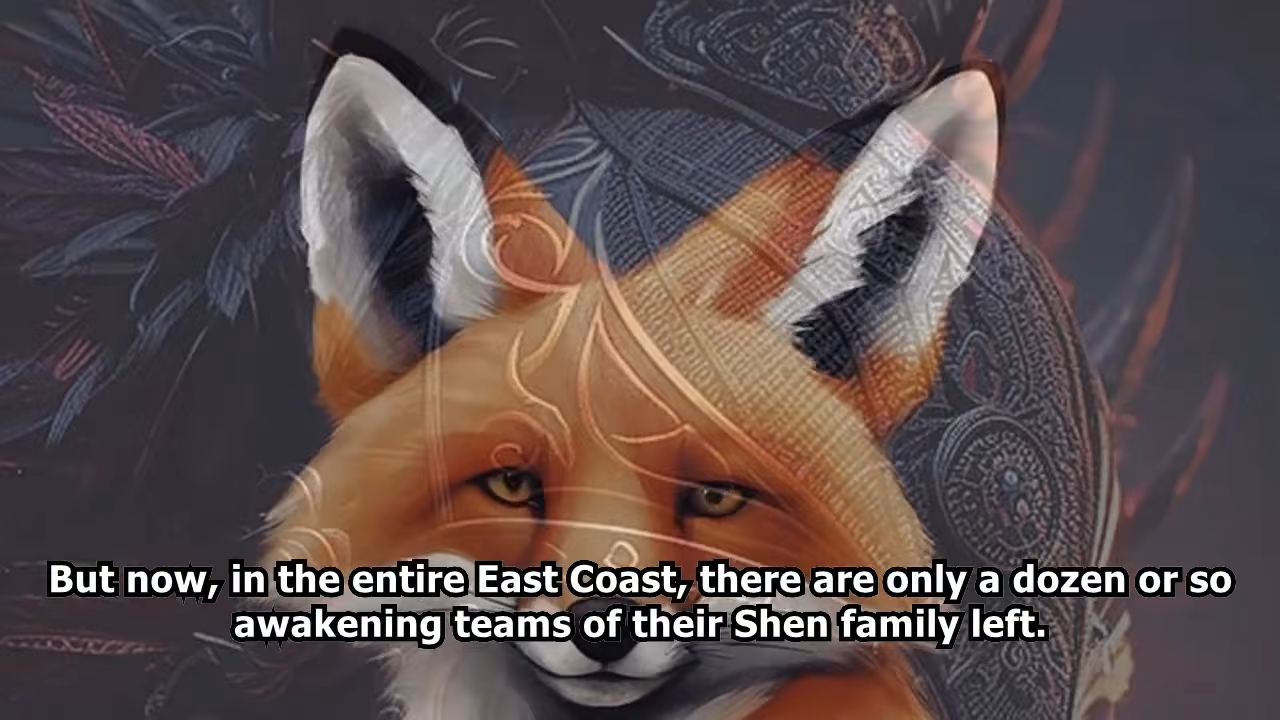 But now, in the entire East Coast, there are only a dozen or so
awakening teams of their Shen family left.